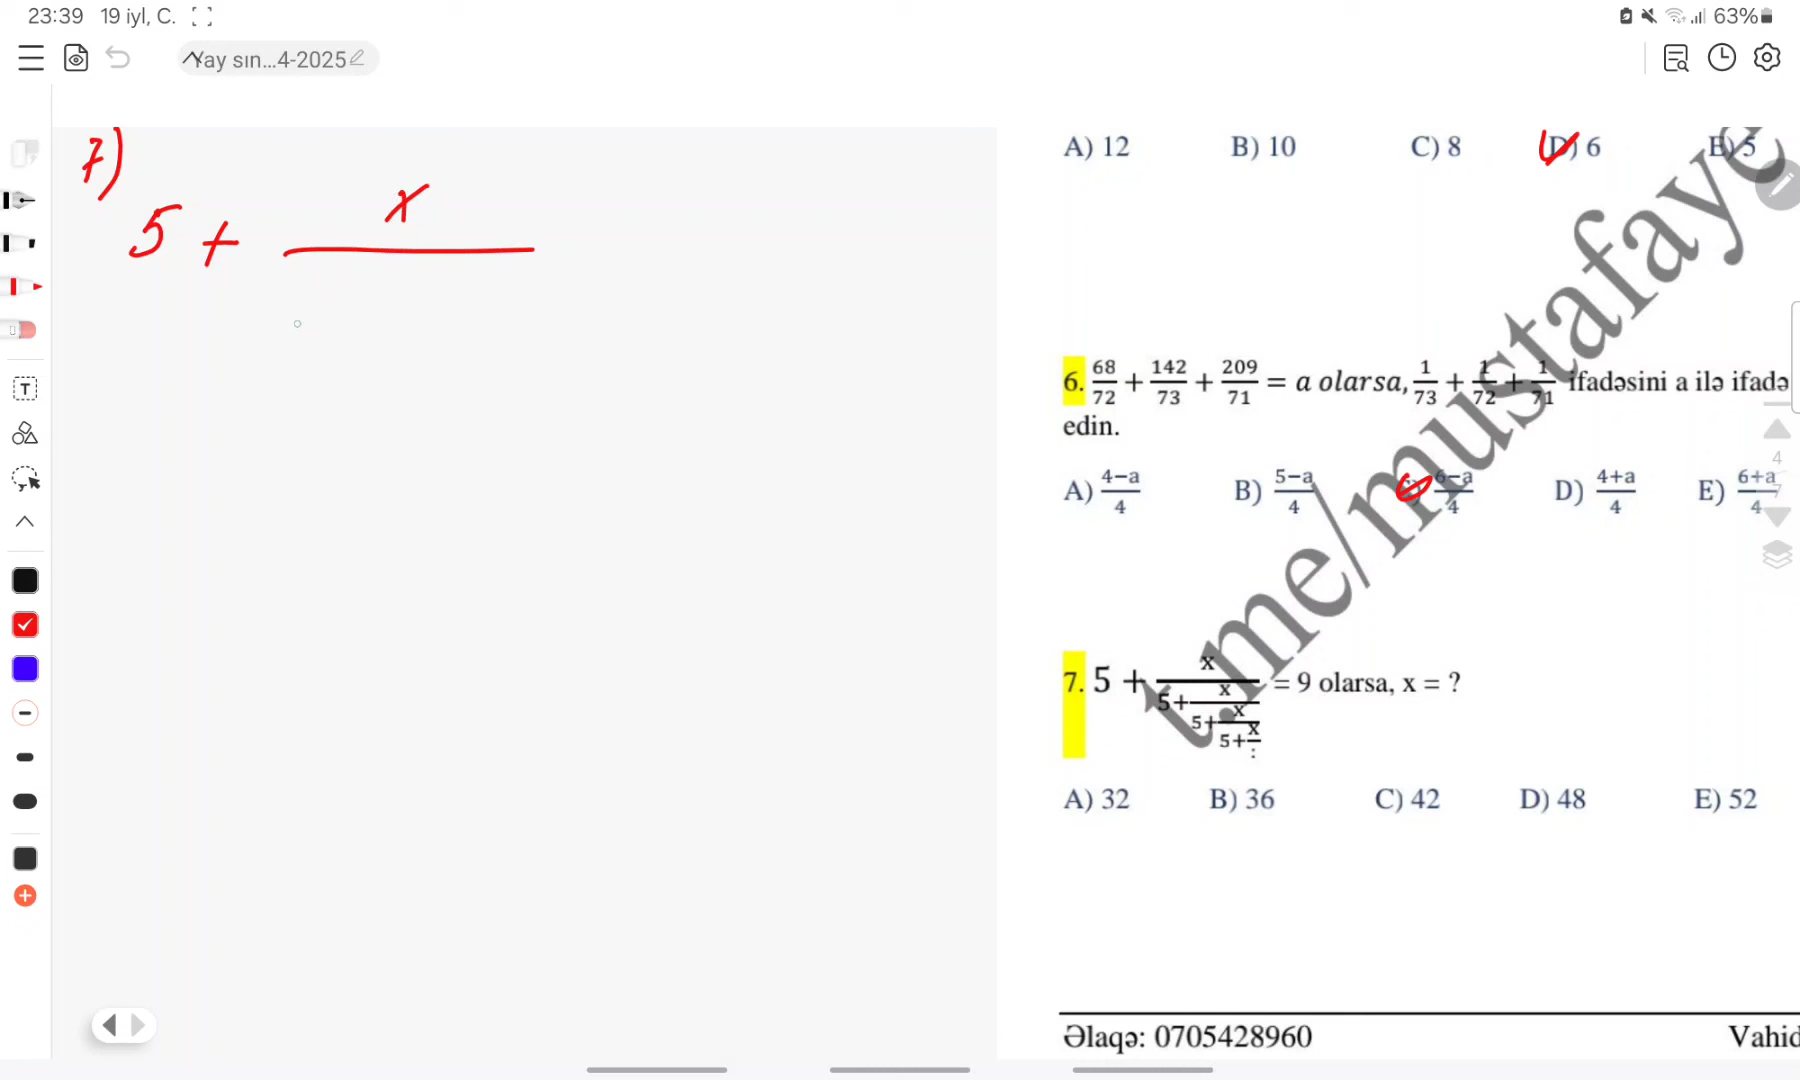 23:39 19 iyl, C. 63%
Yay sın...4-2025
7)
5 + x
A) 12 B) 10 C) 8 D) 6 E) 5
6. 68/72 + 142/73 + 209/71 = a olarsa, 1/73 + 1/72 + 1/71 ifadəsini a ilə ifadə
edin.
A) 4−a/4 B) 5−a/4 C) 6−a/4 D) 4+a/4 E) 6+a/4
7. 5 + x/(5+x/(5+x/(5+x/⋮))) = 9 olarsa, x = ?
A) 32 B) 36 C) 42 D) 48 E) 52
t.me/mustafaye
4
7
T
Əlaqə: 0705428960 Vahid